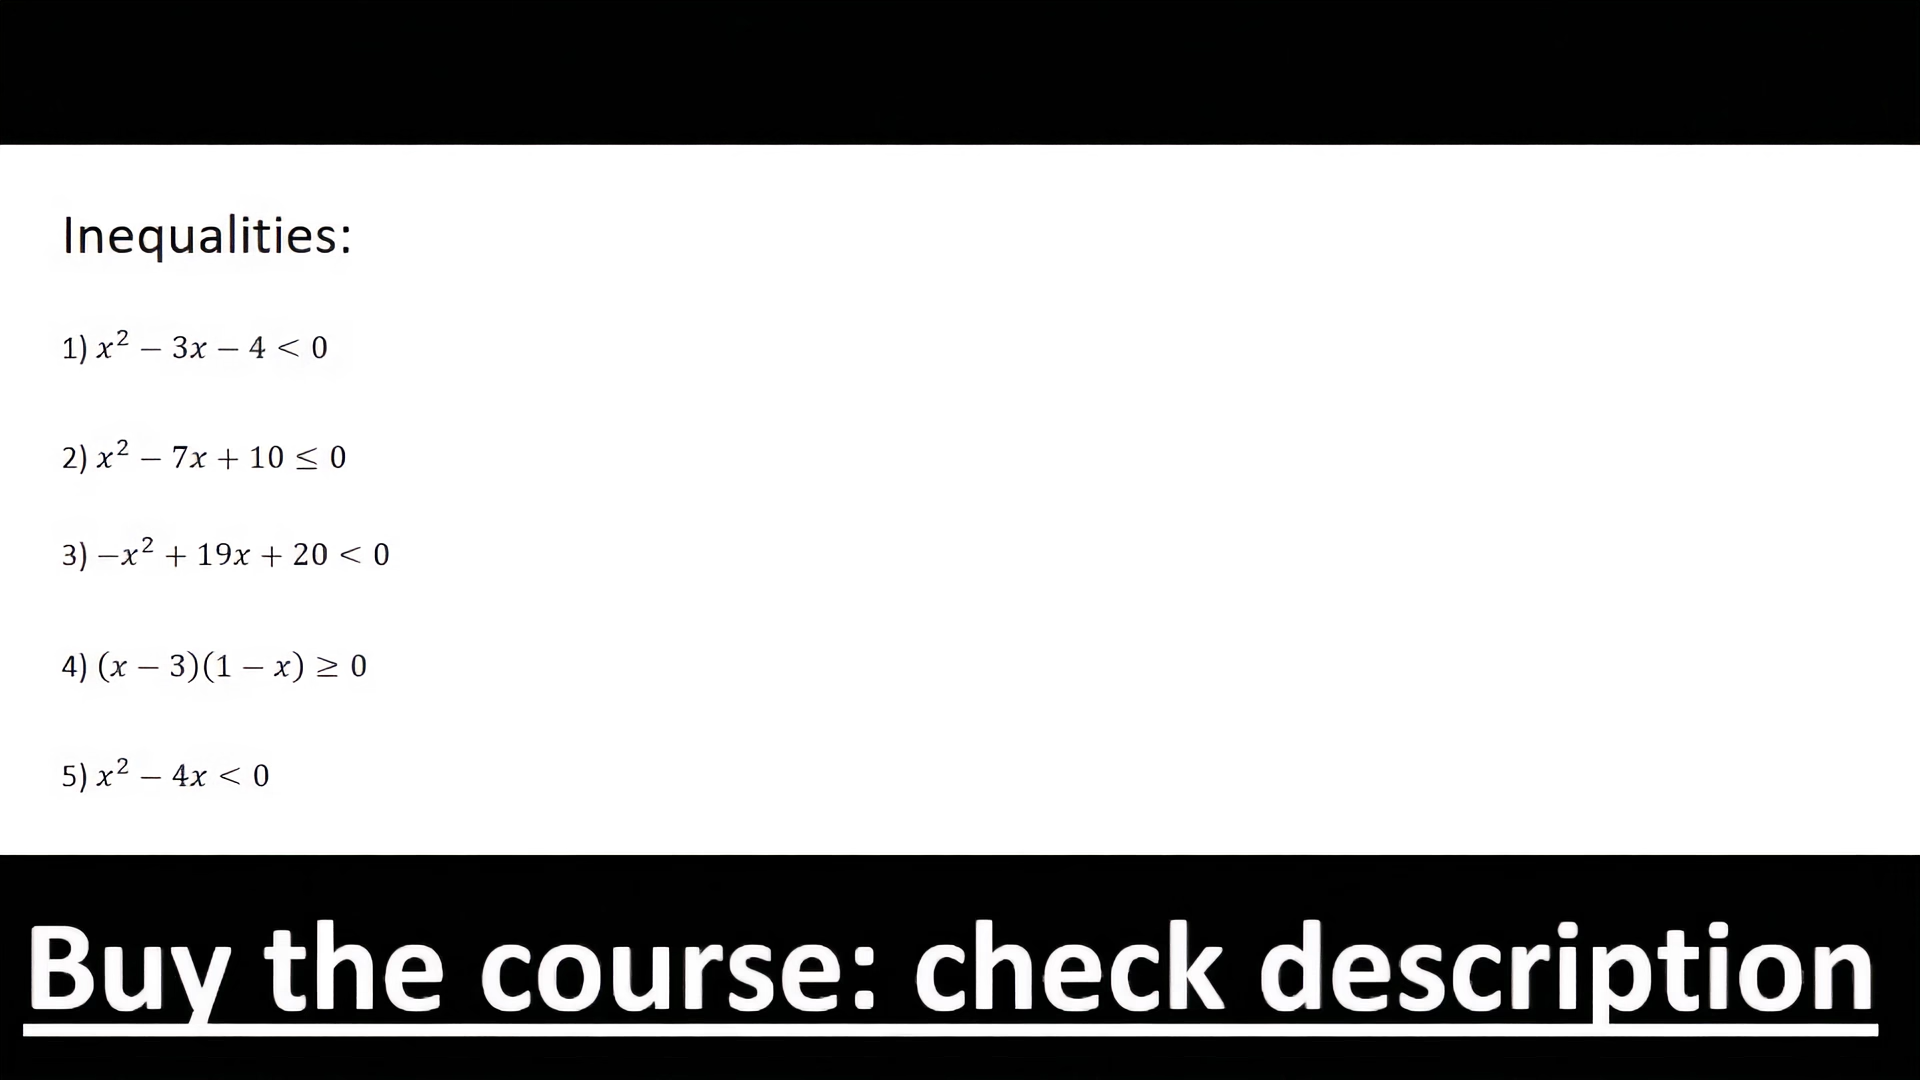 Inequalities:
1) x² − 3x − 4 < 0
2) x² − 7x + 10 ≤ 0
3) −x² + 19x + 20 < 0
4) (x − 3)(1 − x) ≥ 0
5) x² − 4x < 0
Buy the course: check description